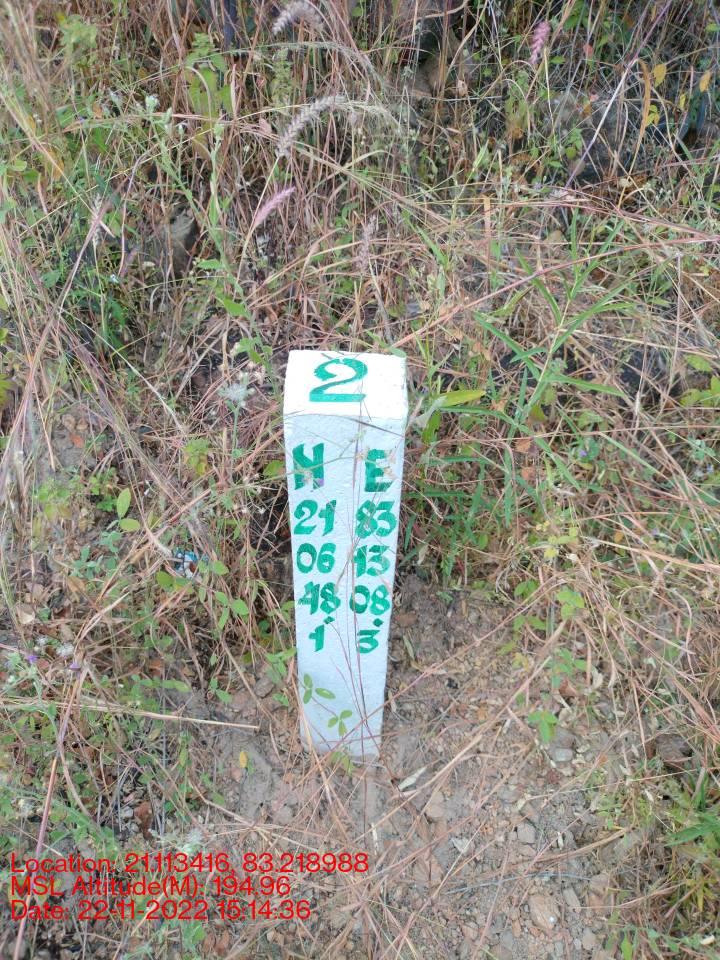 2
N E
21 83
06 13
48 08
.1 .3
Location: 21.113416, 83.218988
MSL Altitude(M): 194.96
Date: 22-11-2022 15:14:36